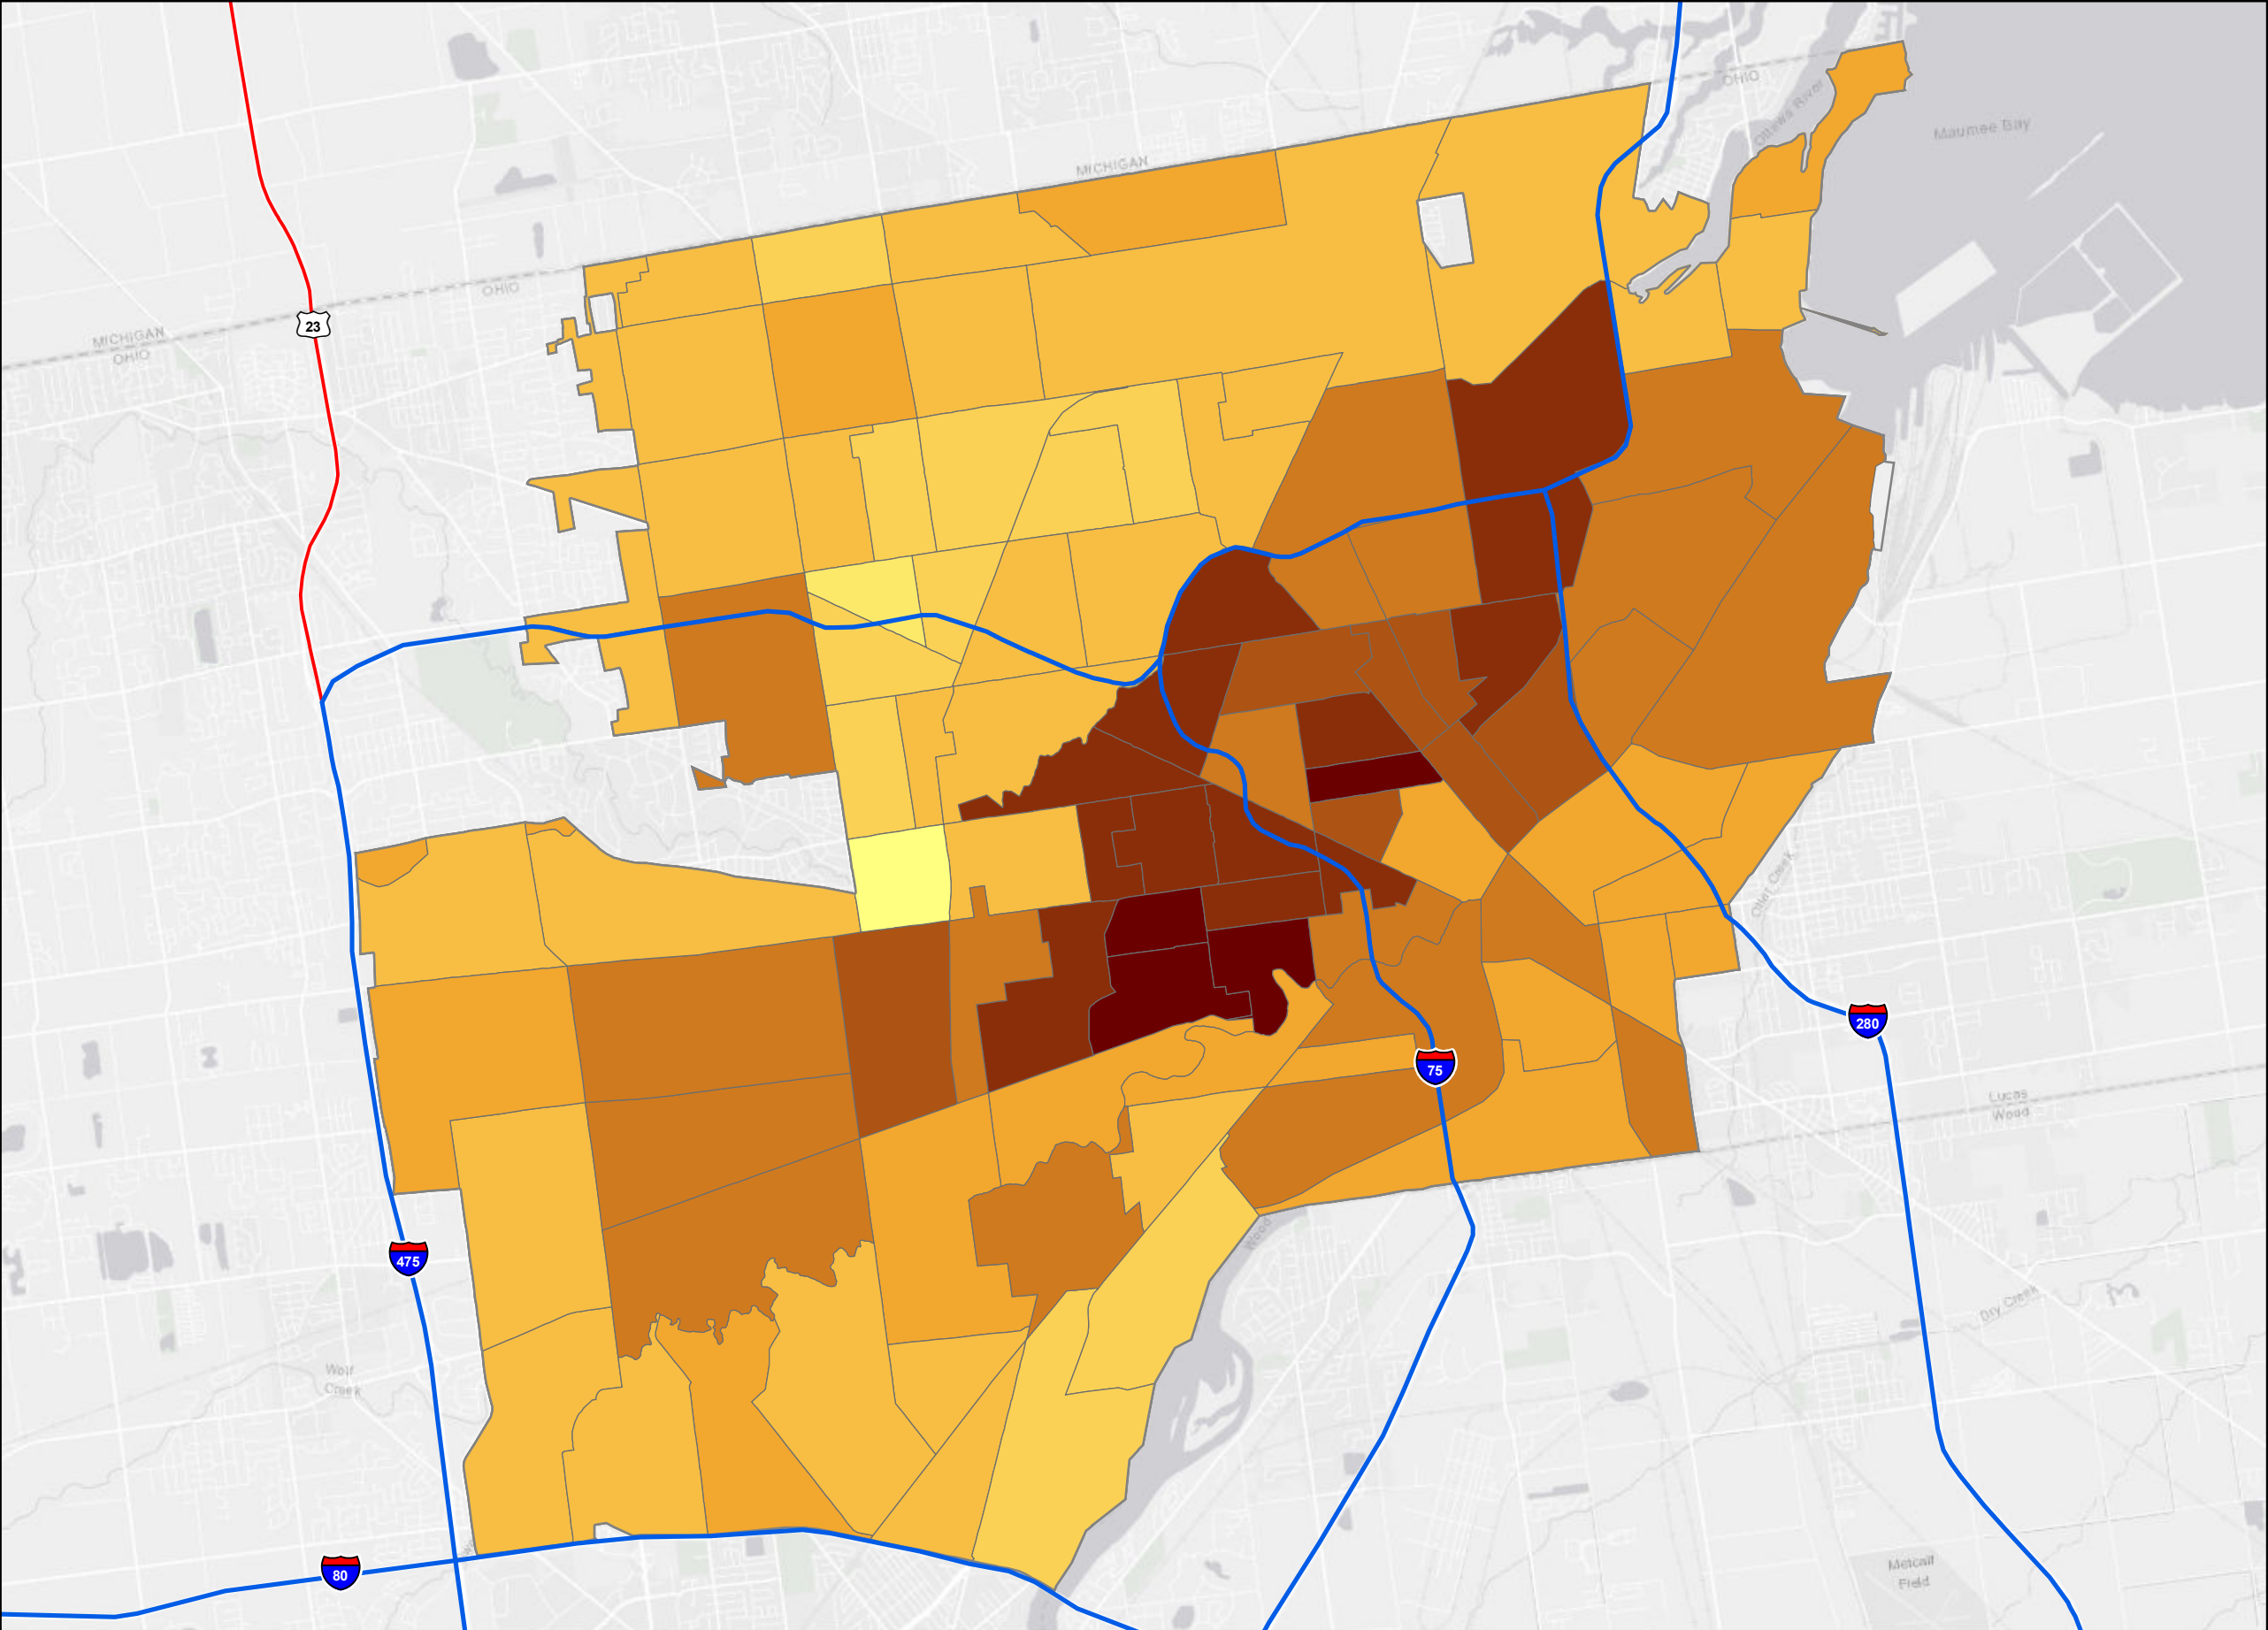 OHIO
Ottawa River
Maumee Bay
MICHIGAN
OHIO
23
MICHIGAN
OHIO
Otter Creek
280
75
Lucas
Wood
Wood
475
Dry Creek
Wolf
Creek
80
Metcalf
Field